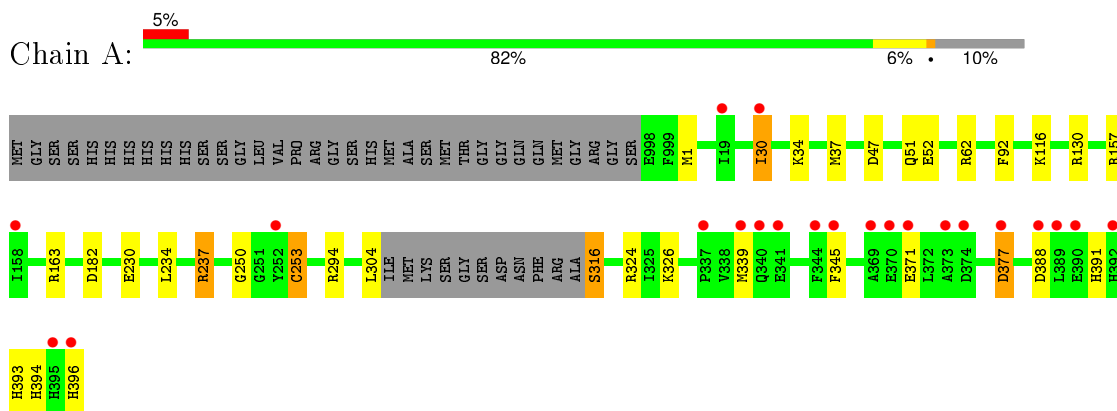 5%
Chain A:
82% 6% • 10%
MET GLY SER SER HIS HIS HIS HIS HIS HIS SER SER GLY LEU VAL PRO ARG GLY SER HIS MET ALA SER MET THR GLY GLY GLN GLN MET GLY ARG GLY SER E998 F999 M1 I19 I30 K34 M37 D47 Q51 E52 R62 F92 K116 R130 R157
I158 R163 D182 E230 L234 R237 G250 G251 Y252 C253 R294 L304 ILE MET LYS SER GLY SER ASP ASN PHE ARG ALA S316 R324 I325 K326 P337 V338 M339 Q340 E341 F344 F345 A369 E370 E371 L372 A373 D374 D377 D388 L389 E390 H391 H392
H393 H394 H395 H396